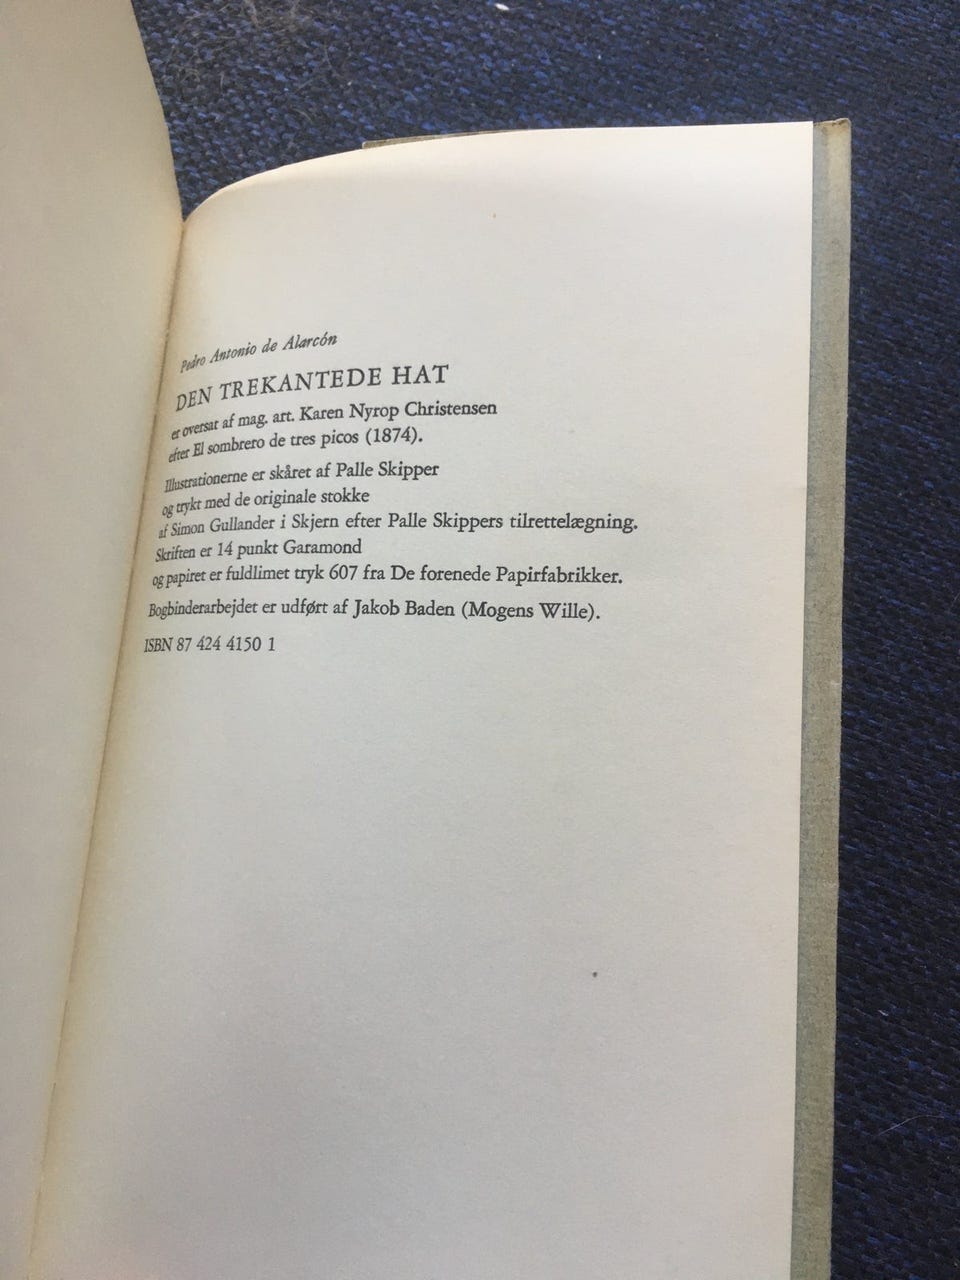 Pedro Antonio de Alarcón
DEN TREKANTEDE HAT
er oversat af mag. art. Karen Nyrop Christensen
efter El sombrero de tres picos (1874).
Illustrationerne er skåret af Palle Skipper
og trykt med de originale stokke
af Simon Gullander i Skjern efter Palle Skippers tilrettelægning.
Skriften er 14 punkt Garamond
og papiret er fuldlimet tryk 607 fra De forenede Papirfabrikker.
Bogbinderarbejdet er udført af Jakob Baden (Mogens Wille).
ISBN 87 424 4150 1